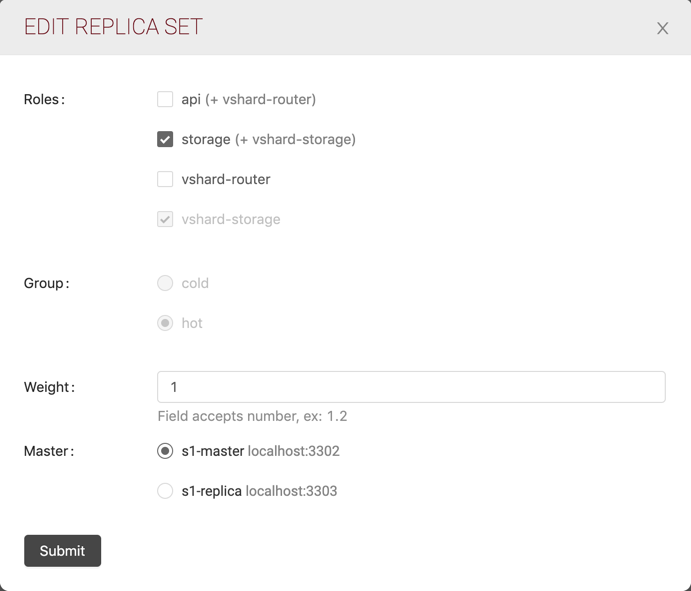 EDIT REPLICA SET
Roles: api (+ vshard-router)
storage (+ vshard-storage)
vshard-router
vshard-storage
Group: cold
hot
Weight: 1
Field accepts number, ex: 1.2
Master: s1-master localhost:3302
s1-replica localhost:3303
Submit